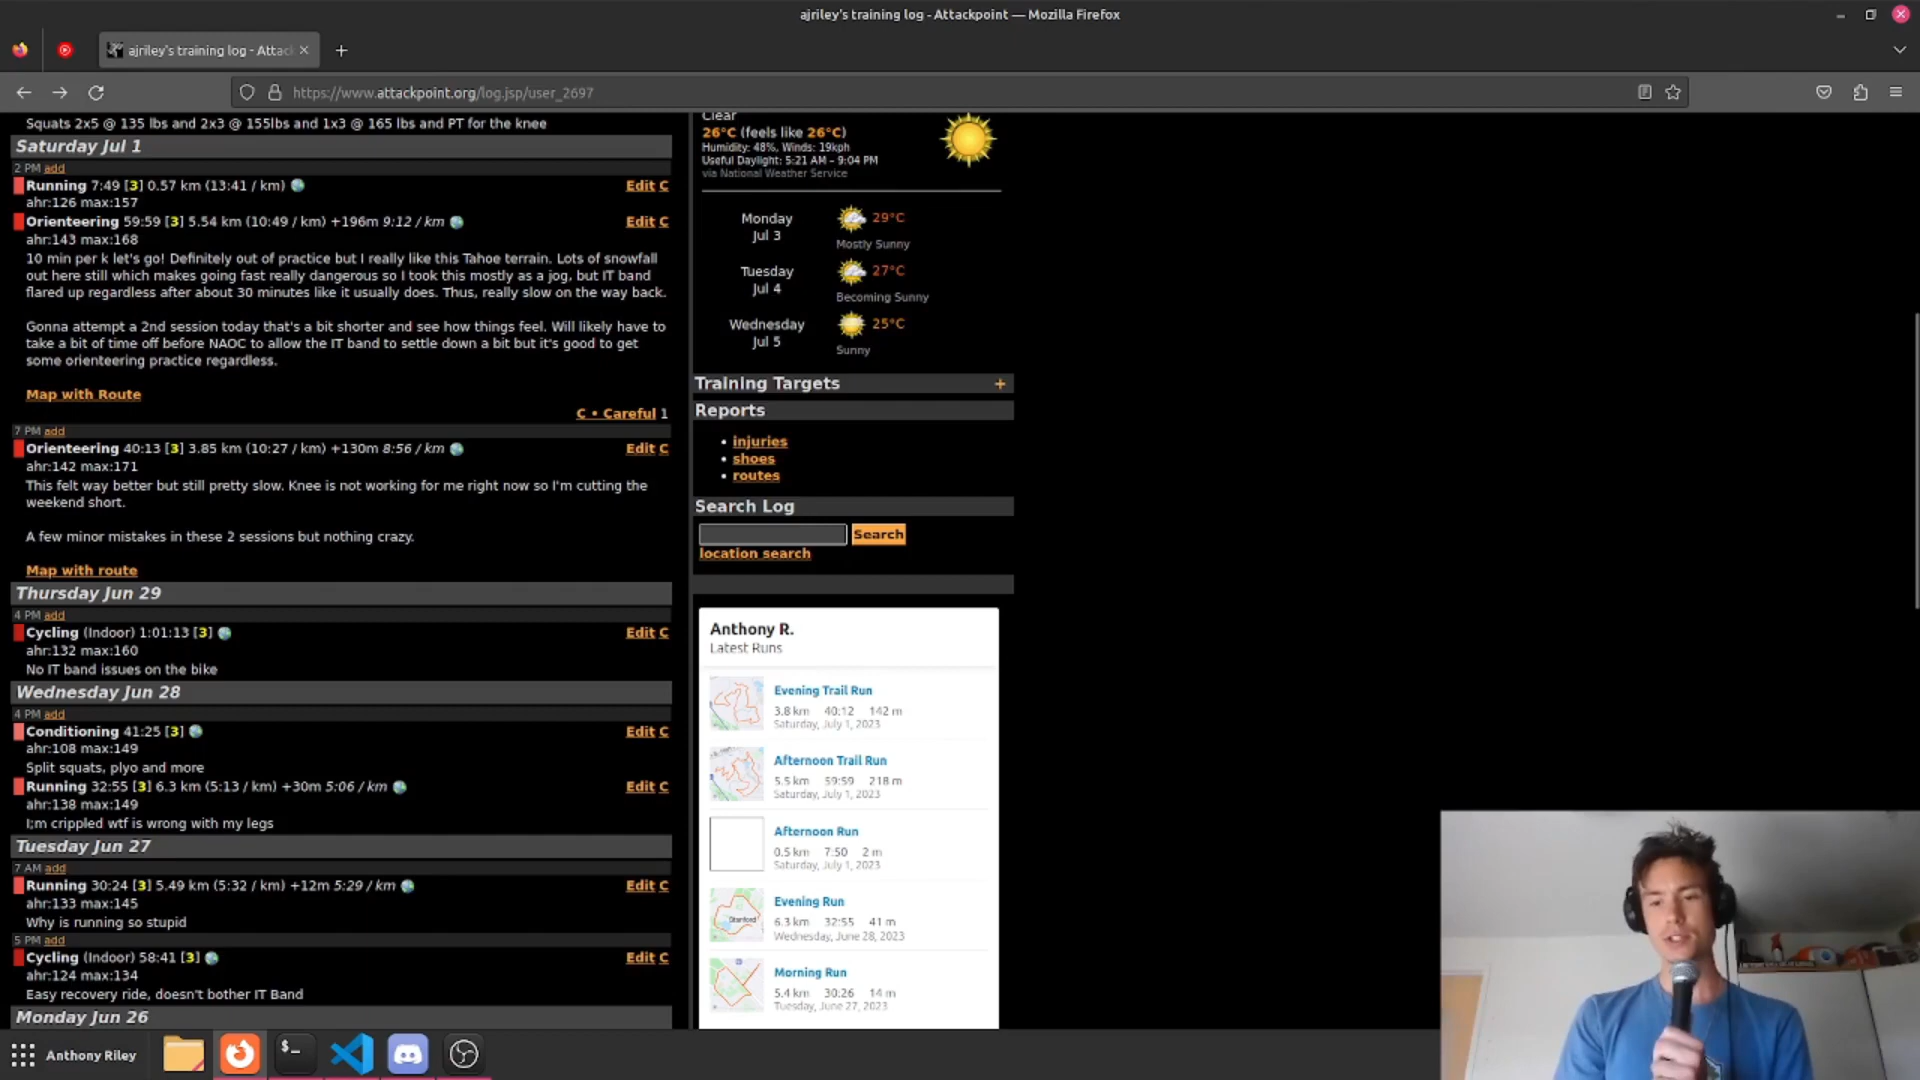 ajriley's training log - Attackpoint — Mozilla Firefox
ajriley's training log - Attac
https://www.attackpoint.org/log.jsp/user_2697
Squats 2x5 @ 135 lbs and 2x3 @ 155lbs and 1x3 @ 165 lbs and PT for the knee
Saturday Jul 1
2 PM add
Running 7:49 [3] 0.57 km (13:41 / km) Edit C
ahr:126 max:157
Orienteering 59:59 [3] 5.54 km (10:49 / km) +196m 9:12 / km Edit C
ahr:143 max:168
10 min per k let's go! Definitely out of practice but I really like this Tahoe terrain. Lots of snowfall
out here still which makes going fast really dangerous so I took this mostly as a jog, but IT band
flared up regardless after about 30 minutes like it usually does. Thus, really slow on the way back.
Gonna attempt a 2nd session today that's a bit shorter and see how things feel. Will likely have to
take a bit of time off before NAOC to allow the IT band to settle down a bit but it's good to get
some orienteering practice regardless.
Map with Route
C • Careful 1
7 PM add
Orienteering 40:13 [3] 3.85 km (10:27 / km) +130m 8:56 / km Edit C
ahr:142 max:171
This felt way better but still pretty slow. Knee is not working for me right now so I'm cutting the
weekend short.
A few minor mistakes in these 2 sessions but nothing crazy.
Map with route
Thursday Jun 29
4 PM add
Cycling (Indoor) 1:01:13 [3] Edit C
ahr:132 max:160
No IT band issues on the bike
Wednesday Jun 28
4 PM add
Conditioning 41:25 [3] Edit C
ahr:108 max:149
Split squats, plyo and more
Running 32:55 [3] 6.3 km (5:13 / km) +30m 5:06 / km Edit C
ahr:138 max:149
I;m crippled wtf is wrong with my legs
Tuesday Jun 27
7 AM add
Running 30:24 [3] 5.49 km (5:32 / km) +12m 5:29 / km Edit C
ahr:133 max:145
Why is running so stupid
5 PM add
Cycling (Indoor) 58:41 [3] Edit C
ahr:124 max:134
Easy recovery ride, doesn't bother IT Band
Monday Jun 26
Clear
26°C (feels like 26°C)
Humidity: 48%, Winds: 19kph
Useful Daylight: 5:21 AM – 9:04 PM
via National Weather Service
Monday
Jul 3
29°C
Mostly Sunny
Tuesday
Jul 4
27°C
Becoming Sunny
Wednesday
Jul 5
25°C
Sunny
Training Targets +
Reports
injuries
shoes
routes
Search Log
Search
location search
Anthony R.
Latest Runs
Evening Trail Run
3.8 km 40:12 142 m
Saturday, July 1, 2023
Afternoon Trail Run
5.5 km 59:59 218 m
Saturday, July 1, 2023
Afternoon Run
0.5 km 7:50 2 m
Saturday, July 1, 2023
Evening Run
6.3 km 32:55 41 m
Wednesday, June 28, 2023
Stanford
Morning Run
5.4 km 30:26 14 m
Tuesday, June 27, 2023
Anthony Riley